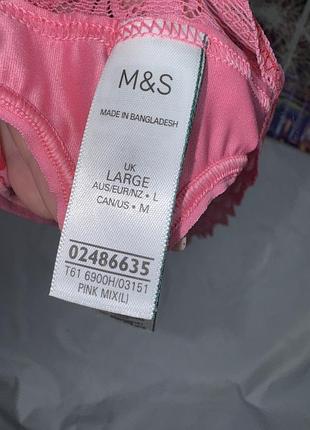 M&S
MADE IN BANGLADESH
UK
LARGE
AUS/EUR/NZ • L
CAN/US • M
02486635
T61 6900H/03151
PINK MIX(L)